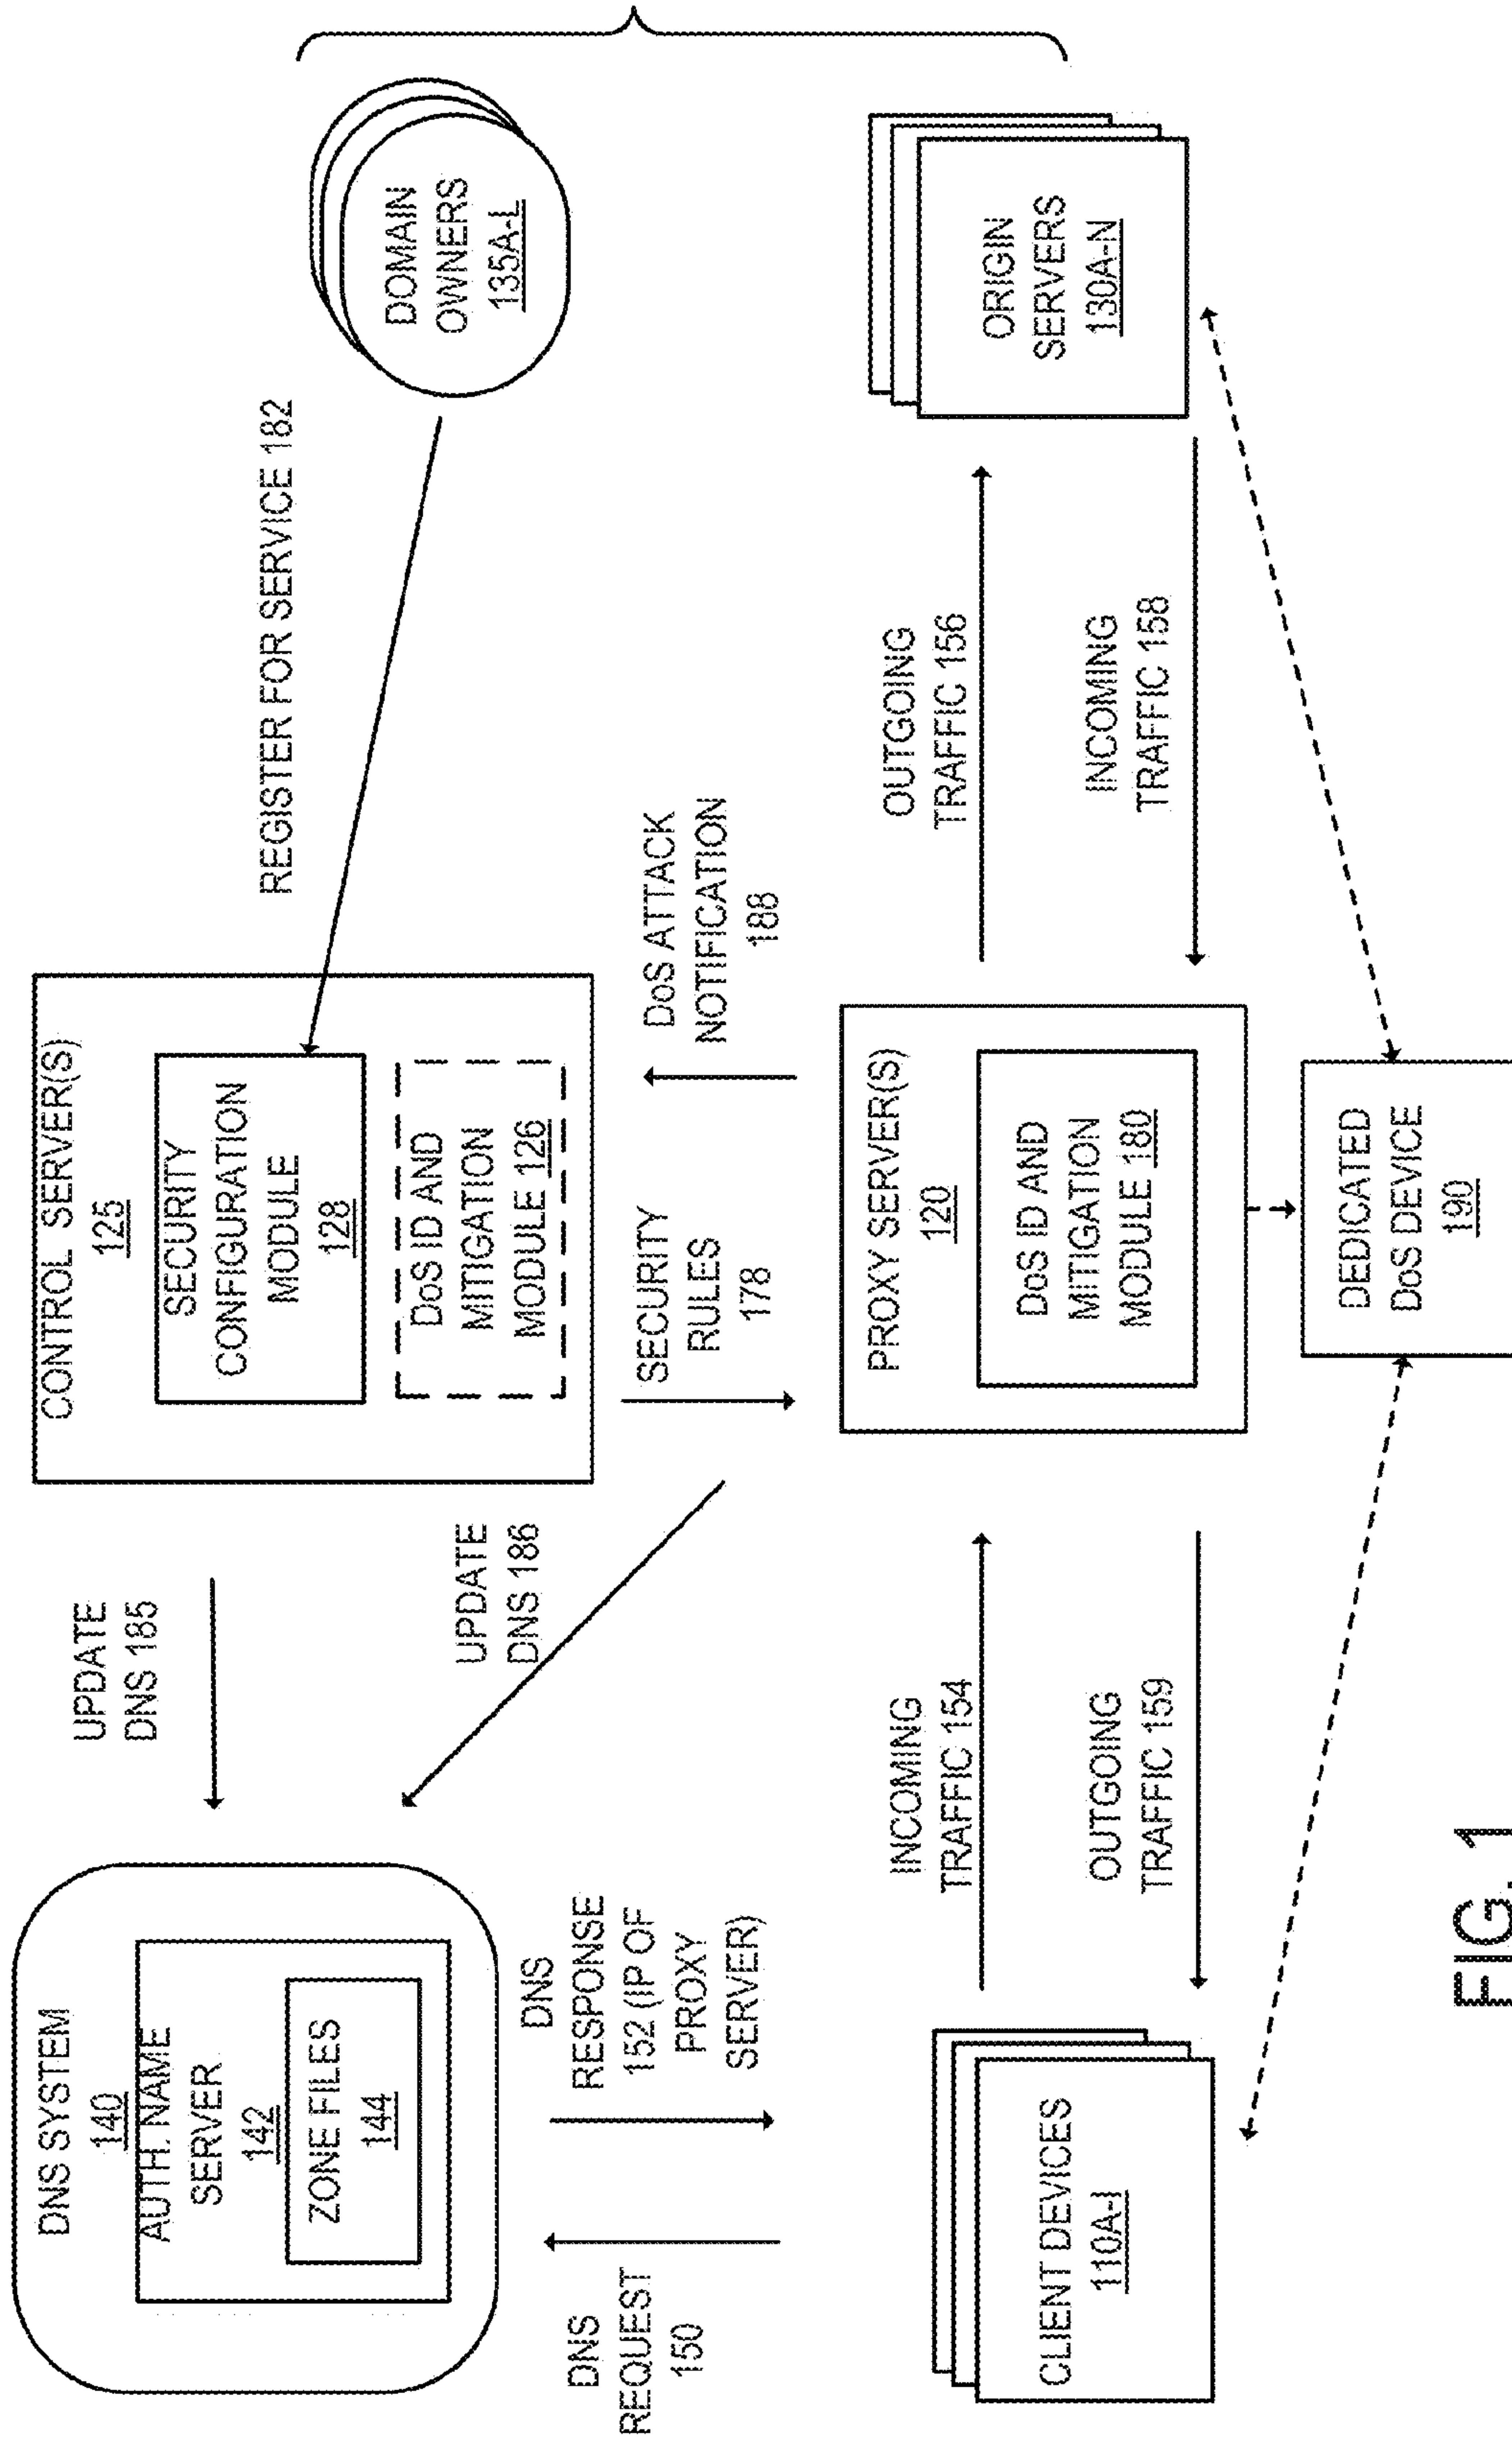 DNS SYSTEM
140
AUTH. NAME
SERVER
142
ZONE FILES
144
UPDATE
DNS 185
CONTROL SERVER(S)
125
SECURITY
CONFIGURATION
MODULE
128
DoS ID AND
MITIGATION
MODULE 126
REGISTER FOR SERVICE 182
DOMAIN
OWNERS
135A-L
UPDATE
DNS 186
DNS
REQUEST
150
DNS
RESPONSE
152 (IP OF
PROXY
SERVER)
SECURITY
RULES
178
DoS ATTACK
NOTIFICATION
188
CLIENT DEVICES
110A-I
INCOMING
TRAFFIC 154
OUTGOING
TRAFFIC 159
PROXY SERVER(S)
120
DoS ID AND
MITIGATION
MODULE 180
OUTGOING
TRAFFIC 156
INCOMING
TRAFFIC 158
ORIGIN
SERVERS
130A-N
DEDICATED
DoS DEVICE
190
FIG. 1